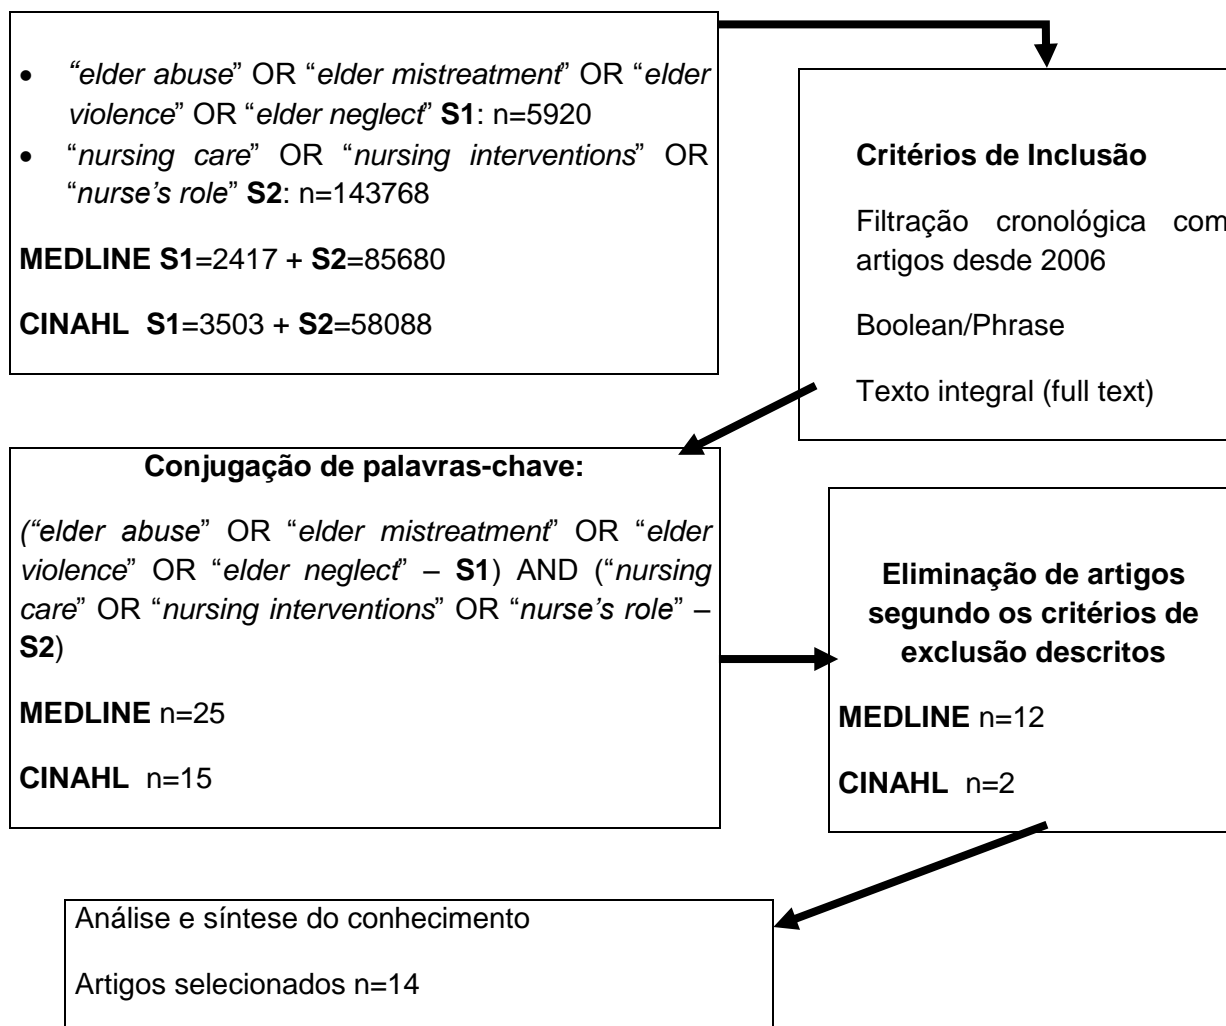 • “elder abuse” OR “elder mistreatment” OR “elder
violence” OR “elder neglect” S1: n=5920
• “nursing care” OR “nursing interventions” OR
“nurse’s role” S2: n=143768
MEDLINE S1=2417 + S2=85680
CINAHL S1=3503 + S2=58088
Critérios de Inclusão
Filtração cronológica com
artigos desde 2006
Boolean/Phrase
Texto integral (full text)
Conjugação de palavras-chave:
(“elder abuse” OR “elder mistreatment” OR “elder
violence” OR “elder neglect” – S1) AND (“nursing
care” OR “nursing interventions” OR “nurse’s role” –
S2)
MEDLINE n=25
CINAHL n=15
Eliminação de artigos
segundo os critérios de
exclusão descritos
MEDLINE n=12
CINAHL n=2
Análise e síntese do conhecimento
Artigos selecionados n=14